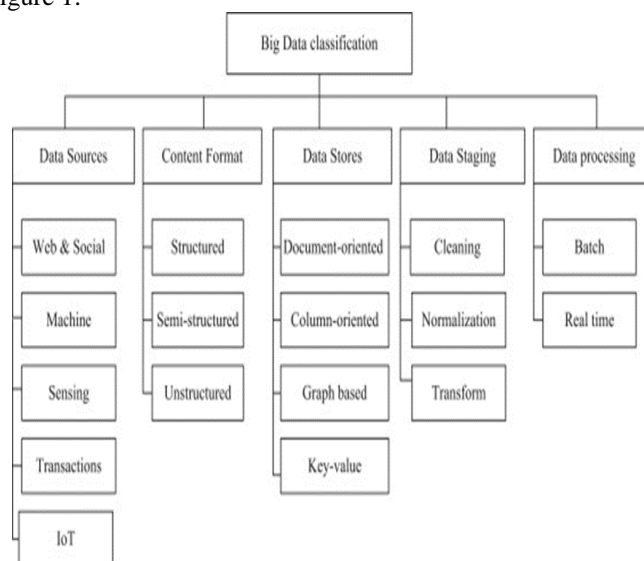 Figure 1.
Big Data classification
Data Sources
Content Format
Data Stores
Data Staging
Data processing
Web & Social
Structured
Document-oriented
Cleaning
Batch
Machine
Semi-structured
Column-oriented
Normalization
Real time
Sensing
Unstructured
Graph based
Transform
Transactions
Key-value
IoT